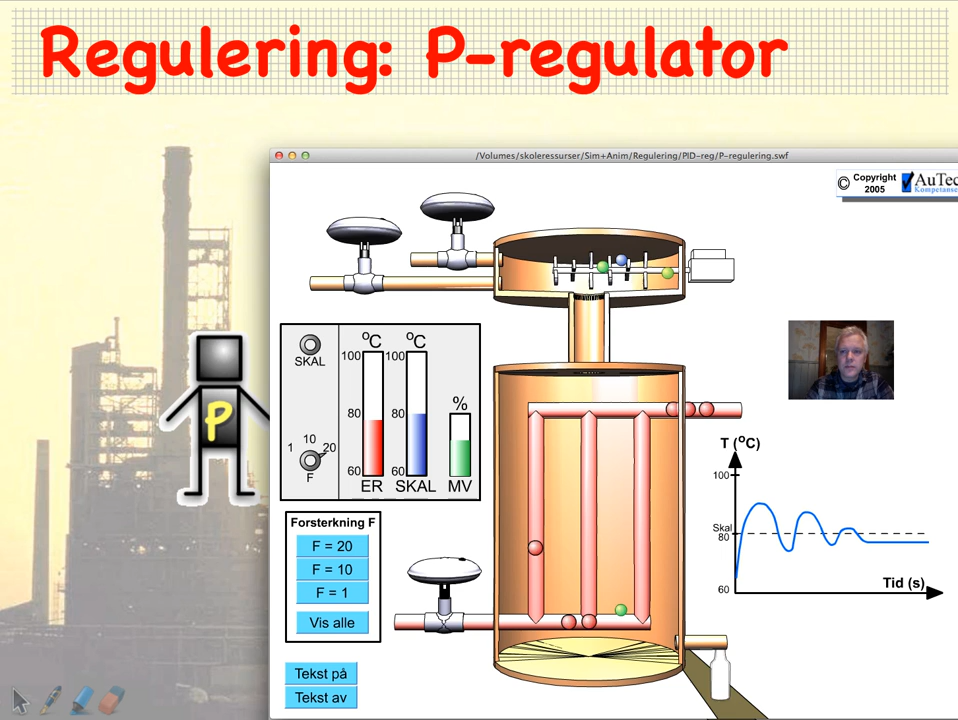 Regulering: P-regulator
/Volumes/skoleressurser/Sim+Anim/Regulering/PID-reg/P-regulering.swf
© Copyright 2005
AuTec
Kompetanse
SKAL
1 10 20
F
°C °C
100 100
80 80
60 60
%
ER SKAL MV
P
Forsterkning F
F = 20
F = 10
F = 1
Vis alle
Tekst på
Tekst av
T (°C)
100
Skal
80
60
Tid (s)